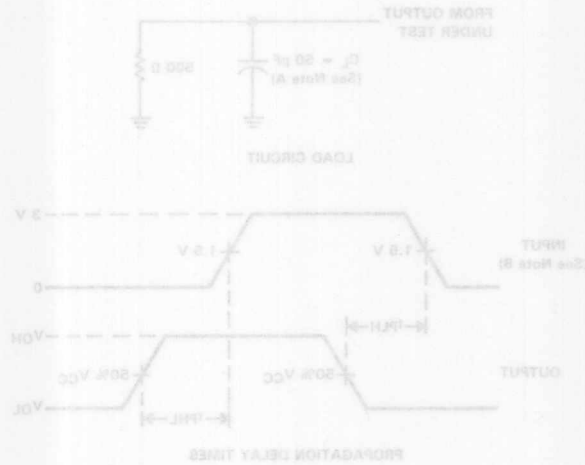 FROM OUTPUT
UNDER TEST
CL = 50 pF
(See Note A)
500 Ω
LOAD CIRCUIT
INPUT
(See Note B)
1.5 V
1.5 V
3 V
0
tPLH
OUTPUT
50% VCC
50% VCC
VOH
VOL
tPHL
PROPAGATION DELAY TIMES